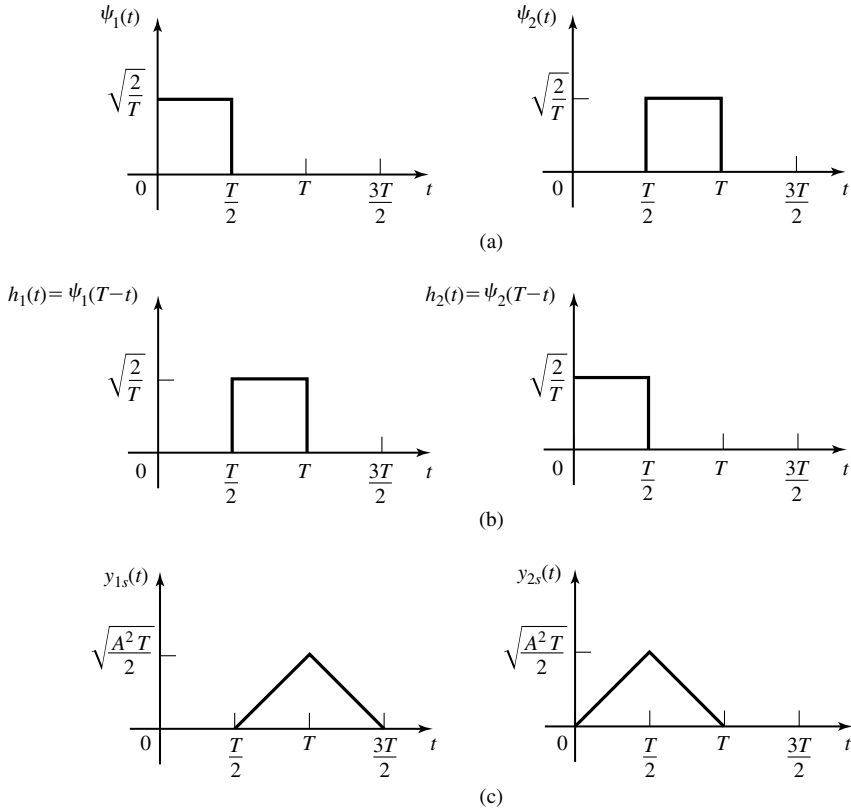 ψ₁(t) ψ₂(t)
√(2/T) √(2/T)
0 T/2 T 3T/2 t 0 T/2 T 3T/2 t
(a)
h₁(t)=ψ₁(T−t) h₂(t)=ψ₂(T−t)
√(2/T) √(2/T)
0 T/2 T 3T/2 t 0 T/2 T 3T/2 t
(b)
y₁ₛ(t) y₂ₛ(t)
√(A²T/2) √(A²T/2)
0 T/2 T 3T/2 t 0 T/2 T 3T/2 t
(c)